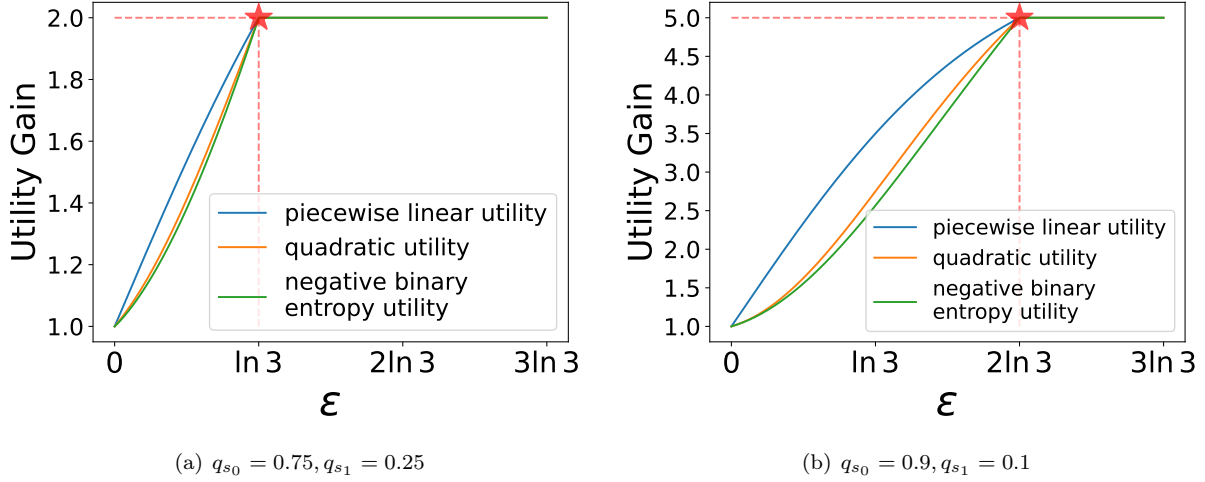 Utility Gain
2.0
1.8
1.6
1.4
1.2
1.0
piecewise linear utility
quadratic utility
negative binary
entropy utility
0
ln 3
2ln 3
3ln 3
ε
(a) q_{s_0} = 0.75, q_{s_1} = 0.25
Utility Gain
5.0
4.5
4.0
3.5
3.0
2.5
2.0
1.5
1.0
piecewise linear utility
quadratic utility
negative binary
entropy utility
0
ln 3
2ln 3
3ln 3
ε
(b) q_{s_0} = 0.9, q_{s_1} = 0.1